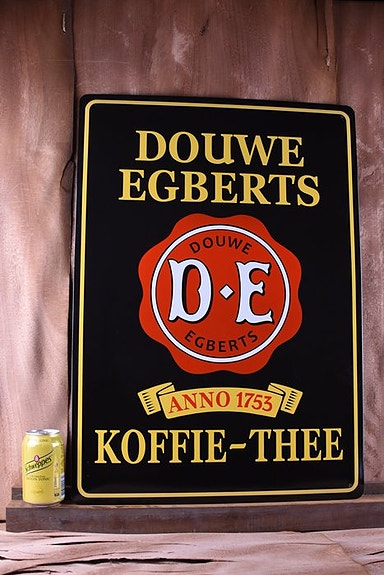 DOUWE
EGBERTS
DOUWE
D·E
EGBERTS
ANNO 1753
KOFFIE-THEE
Schweppes